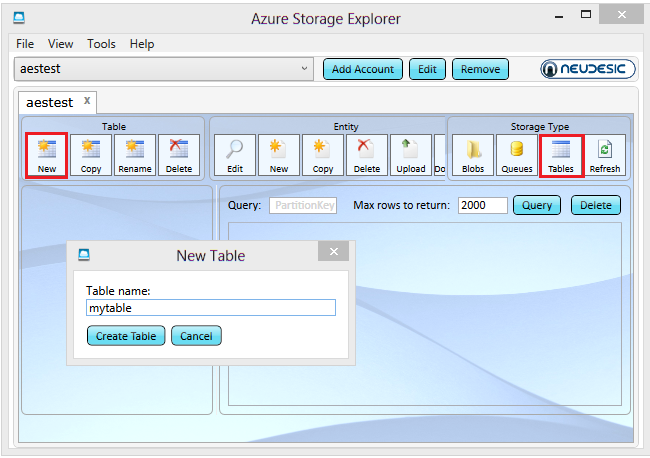 Azure Storage Explorer
File View Tools Help
aestest
Add Account Edit Remove NEUDESIC
aestest x
Table Entity Storage Type
New Copy Rename Delete Edit New Copy Delete Upload Do Blobs Queues Tables Refresh
Query: PartitionKey Max rows to return: 2000 Query Delete
New Table
Table name:
mytable
Create Table Cancel